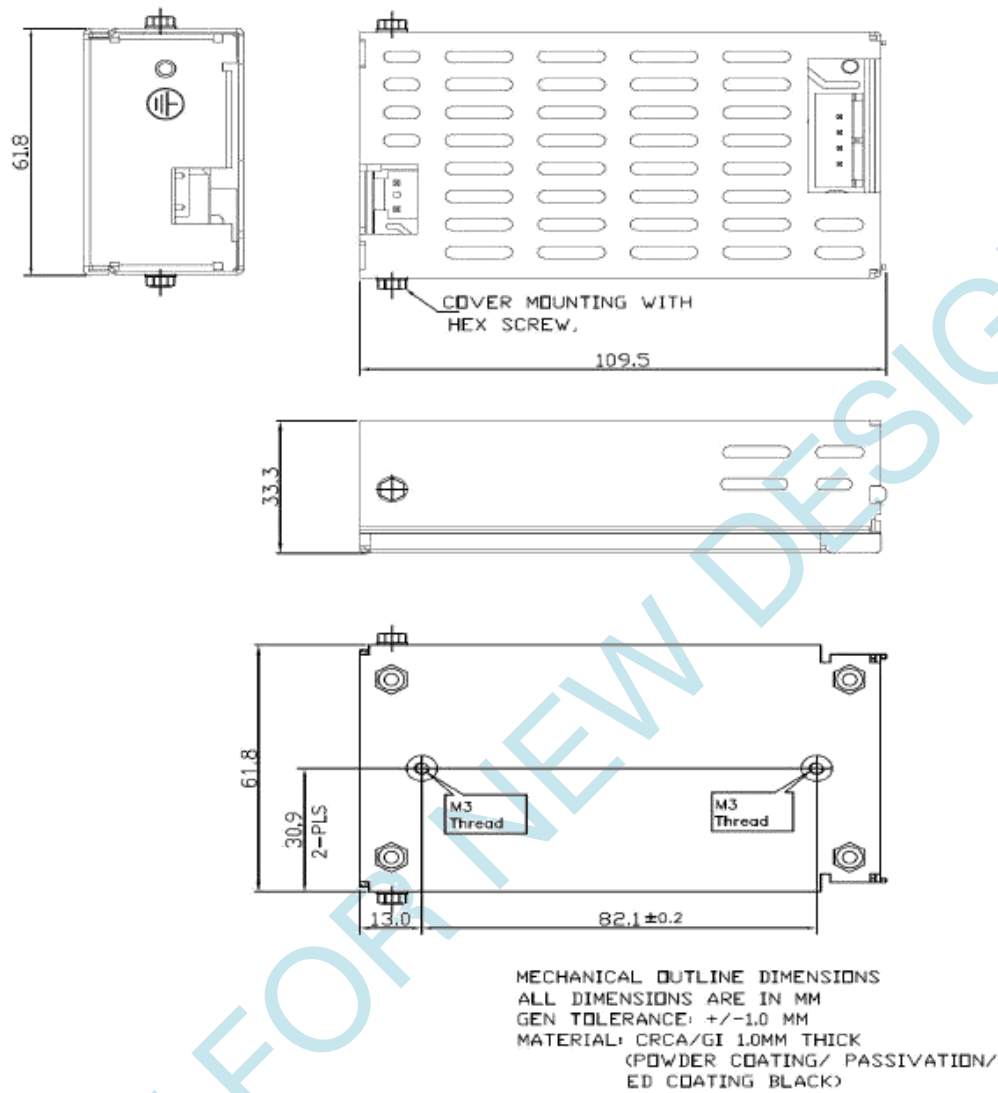 61.8
COVER MOUNTING WITH
HEX SCREW,
109.5
33.3
61.8
30.9
2-PLS
M3
Thread
M3
Thread
13.0
82.1 ±0.2
MECHANICAL OUTLINE DIMENSIONS
ALL DIMENSIONS ARE IN MM
GEN TOLERANCE: +/-1.0 MM
MATERIAL: CRCA/GI 1.0MM THICK
(POWDER COATING/ PASSIVATION/
ED COATING BLACK)
FOR NEW DESIG